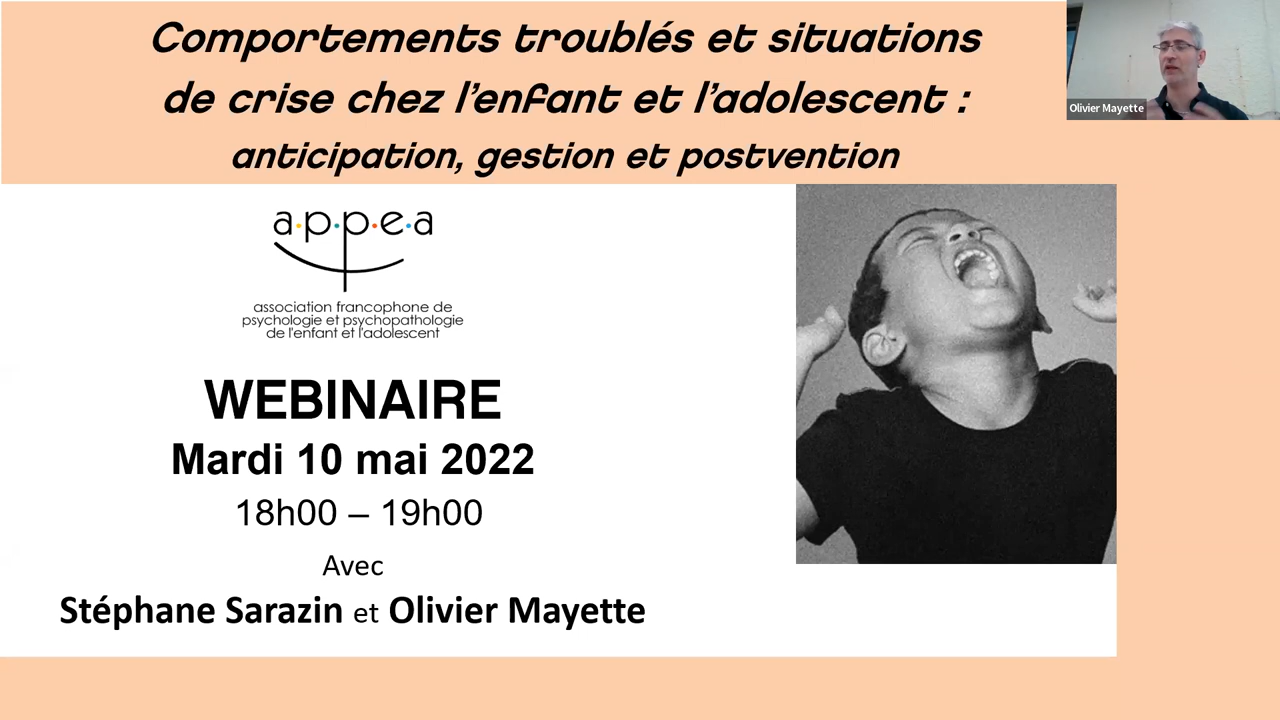 Comportements troublés et situations
de crise chez l'enfant et l'adolescent :
anticipation, gestion et postvention
Olivier Mayette
a.p.p.e.a
association francophone de
psychologie et psychopathologie
de l'enfant et l'adolescent
WEBINAIRE
Mardi 10 mai 2022
18h00 – 19h00
Avec
Stéphane Sarazin et Olivier Mayette